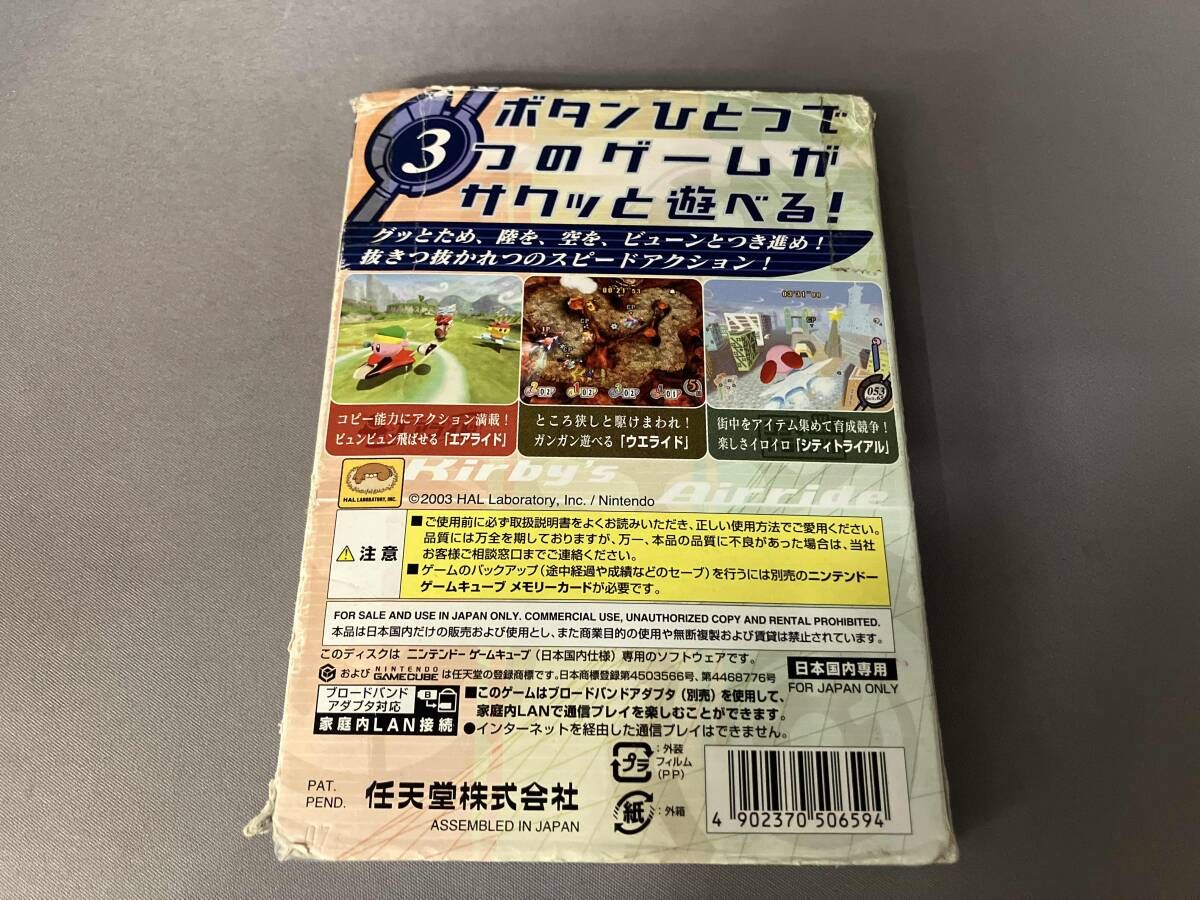 ボタンひとつで
3つのゲームが
サクッと遊べる!
グッとため、陸を、空を、ビューンとつき進め!
抜きつ抜かれつのスピードアクション!
00'21"53
03'31"00
053
コピー能力にアクション満載!
ビュンビュン飛ばせる「エアライド」
ところ狭しと駆けまわれ!
ガンガン遊べる「ウエライド」
街中をアイテム集めて育成競争!
楽しさイロイロ「シティトライアル」
Kirby's
Airride
HAL LABORATORY, INC.
©2003 HAL Laboratory, Inc. / Nintendo
注意
■ご使用前に必ず取扱説明書をよくお読みいただき、正しい使用方法でご愛用ください。
品質には万全を期しておりますが、万一、本品の品質に不良があった場合は、当社
お客様ご相談窓口までご連絡ください。
■ゲームのバックアップ(途中経過や成績などのセーブ)を行うには別売のニンテンドー
ゲームキューブ メモリーカードが必要です。
FOR SALE AND USE IN JAPAN ONLY. COMMERCIAL USE, UNAUTHORIZED COPY AND RENTAL PROHIBITED.
本品は日本国内だけの販売および使用とし、また商業目的の使用や無断複製および賃貸は禁止されています。
このディスクは ニンテンドー ゲームキューブ(日本国内仕様)専用のソフトウェアです。
および NINTENDO GAMECUBE は任天堂の登録商標です。日本商標登録第4503566号、第4468776号
日本国内専用
FOR JAPAN ONLY
ブロードバンド
アダプタ対応
B
家庭内LAN接続
■このゲームはブロードバンドアダプタ(別売)を使用して、
家庭内LANで通信プレイを楽しむことができます。
●インターネットを経由した通信プレイはできません。
プラ
:外装
フィルム
(PP)
紙
:外箱
PAT.
PEND.
任天堂株式会社
ASSEMBLED IN JAPAN
4 902370 506594